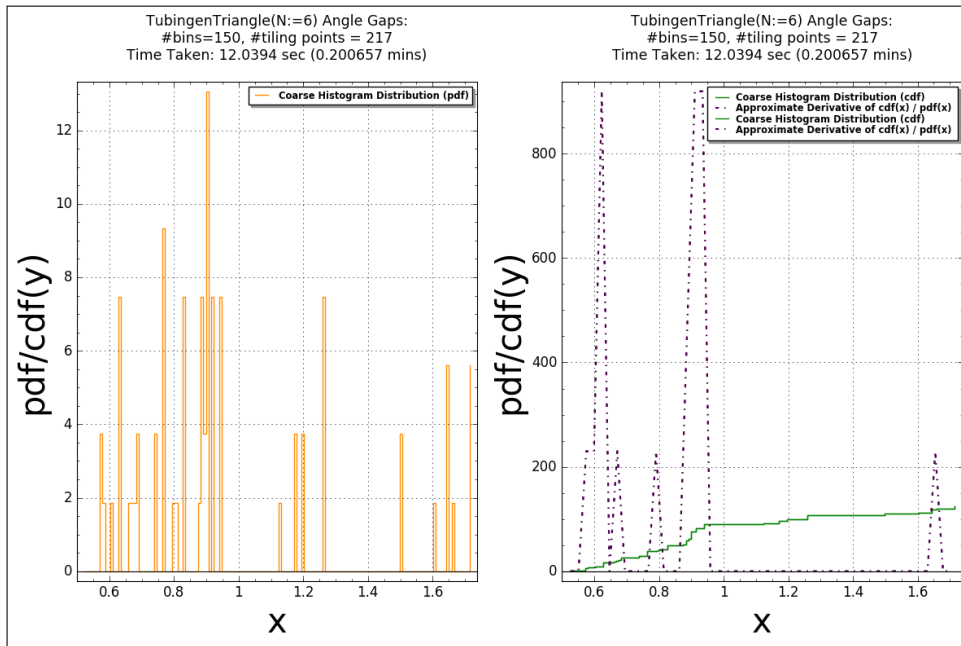 TubingenTriangle(N:=6) Angle Gaps:
#bins=150, #tiling points = 217
Time Taken: 12.0394 sec (0.200657 mins)
Coarse Histogram Distribution (pdf)
pdf/cdf(y)
12
10
8
6
4
2
0
0.6 0.8 1 1.2 1.4 1.6
x
TubingenTriangle(N:=6) Angle Gaps:
#bins=150, #tiling points = 217
Time Taken: 12.0394 sec (0.200657 mins)
Coarse Histogram Distribution (cdf)
Approximate Derivative of cdf(x) / pdf(x)
Coarse Histogram Distribution (cdf)
Approximate Derivative of cdf(x) / pdf(x)
pdf/cdf(y)
800
600
400
200
0
0.6 0.8 1 1.2 1.4 1.6
x